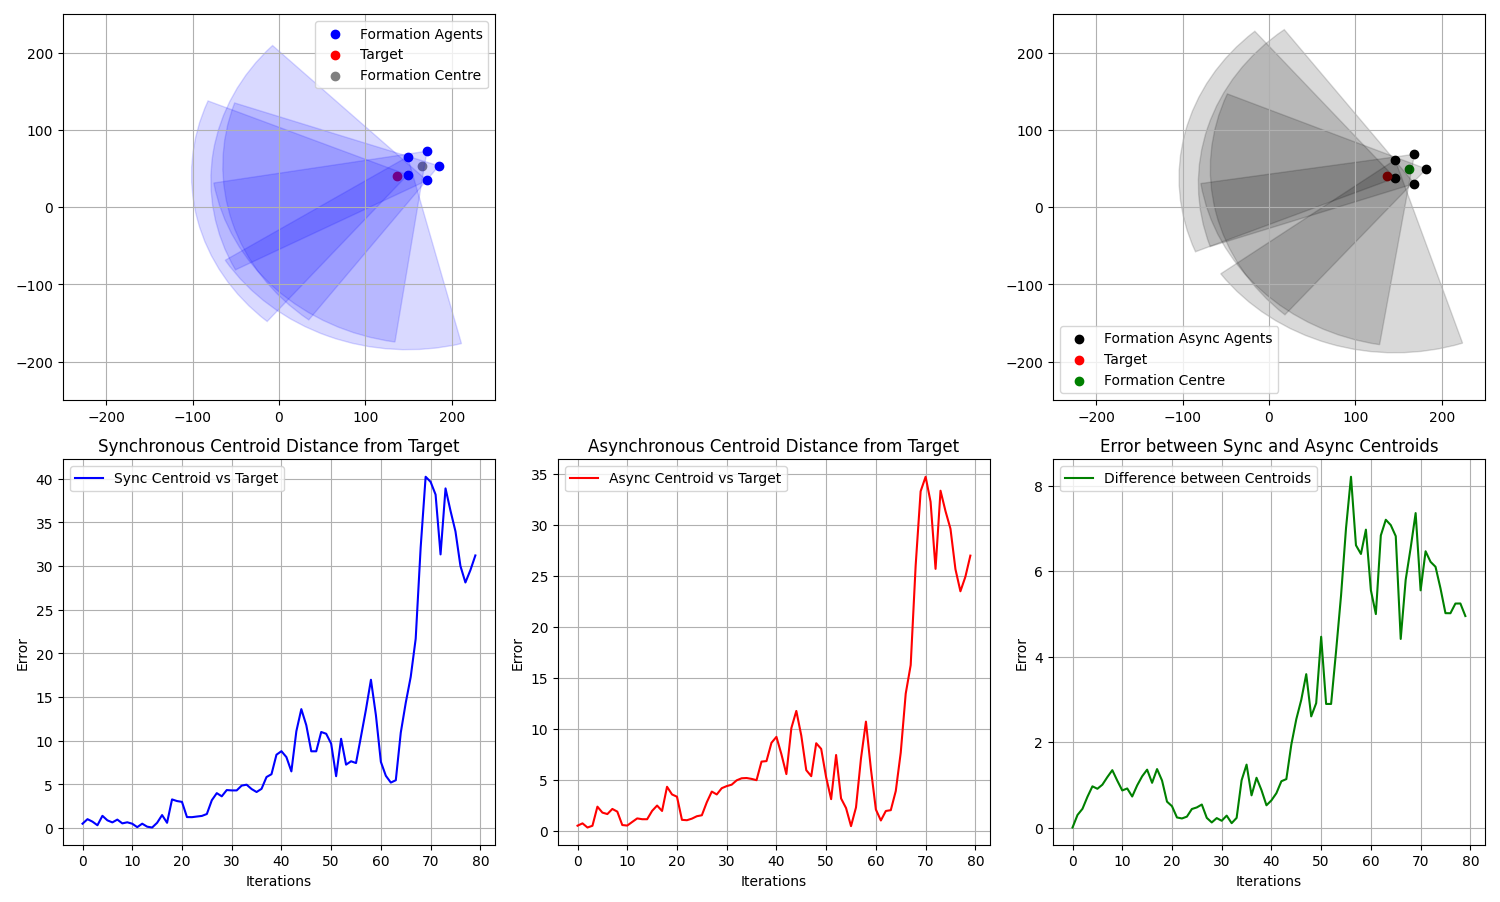 200
100
0
−100
−200
−200 −100 0 100 200
Formation Agents
Target
Formation Centre
200
100
0
−100
−200
−200 −100 0 100 200
Formation Async Agents
Target
Formation Centre
Synchronous Centroid Distance from Target
Sync Centroid vs Target
Error
40
35
30
25
20
15
10
5
0
0 10 20 30 40 50 60 70 80
Iterations
Asynchronous Centroid Distance from Target
Async Centroid vs Target
Error
35
30
25
20
15
10
5
0
0 10 20 30 40 50 60 70 80
Iterations
Error between Sync and Async Centroids
Difference between Centroids
Error
8
6
4
2
0
0 10 20 30 40 50 60 70 80
Iterations